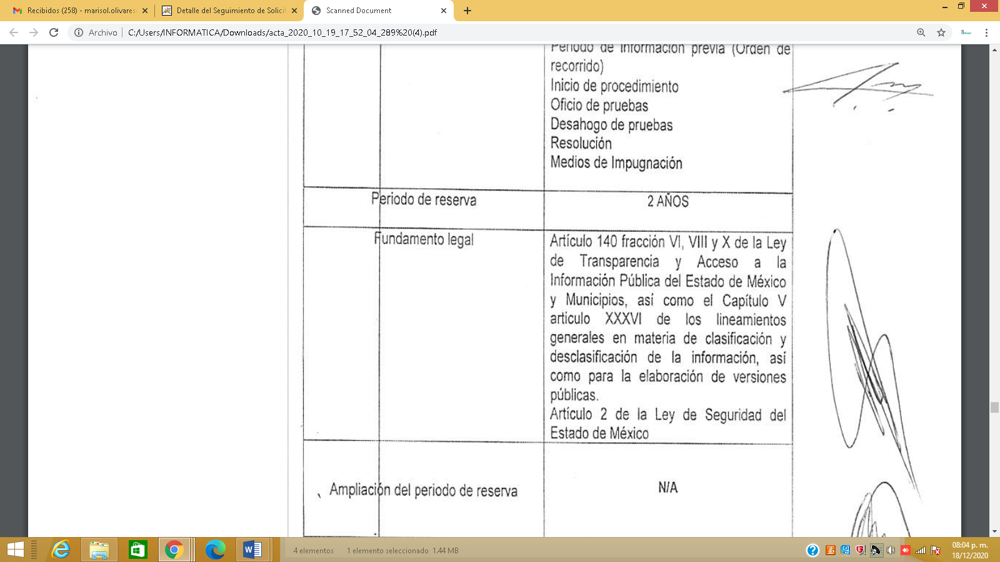 Recibidos (258) - marisol.olivares
Detalle del Seguimiento de Solicit
Scanned Document
Archivo
C:/Users/INFORMATICA/Downloads/acta_2020_10_19_17_52_04_289%20(4).pdf
Periodo de Información previa (Orden de
recorrido)
Inicio de procedimiento
Oficio de pruebas
Desahogo de pruebas
Resolución
Medios de Impugnación
Periodo de reserva
2 AÑOS
Fundamento legal
Artículo 140 fracción VI, VIII y X de la Ley
de Transparencia y Acceso a la
Información Pública del Estado de México
y Municipios, así como el Capítulo V
articulo XXXVI de los lineamientos
generales en materia de clasificación y
desclasificación de la información, así
como para la elaboración de versiones
públicas.
Artículo 2 de la Ley de Seguridad del
Estado de México
Ampliación del periodo de reserva
N/A
4 elementos
1 elemento seleccionado 1.44 MB
08:04 p. m.
18/12/2020